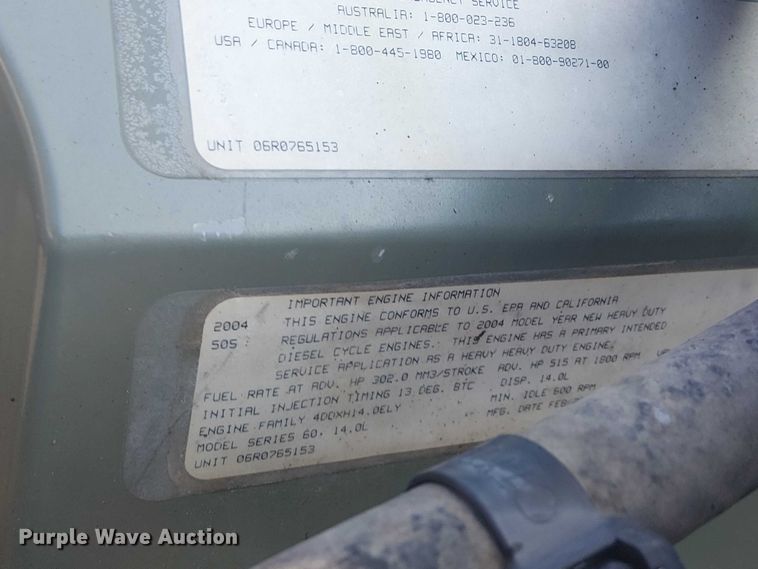 SERVICE
AUSTRALIA: 1-800-023-236
EUROPE / MIDDLE EAST / AFRICA: 31-1804-63208
USA / CANADA: 1-800-445-1980 MEXICO: 01-800-90271-00
UNIT 06R0765153
IMPORTANT ENGINE INFORMATION
2004 THIS ENGINE CONFORMS TO U.S. EPA AND CALIFORNIA
50S REGULATIONS APPLICABLE TO 2004 MODEL YEAR NEW HEAVY DUTY
DIESEL CYCLE ENGINES. THIS ENGINE HAS A PRIMARY INTENDED
SERVICE APPLICATION AS A HEAVY HEAVY DUTY ENGINE.
FUEL RATE AT ADV. HP 302.0 MM3/STROKE ADV. HP 515 AT 1800 RPM
INITIAL INJECTION TIMING 13 DEG. BTC DISP. 14.0L
ENGINE FAMILY 4DDXH14.0ELY MIN. IDLE 600 RPM
MODEL SERIES 60, 14.0L MFG. DATE FEB
UNIT 06R0765153
Purple Wave Auction